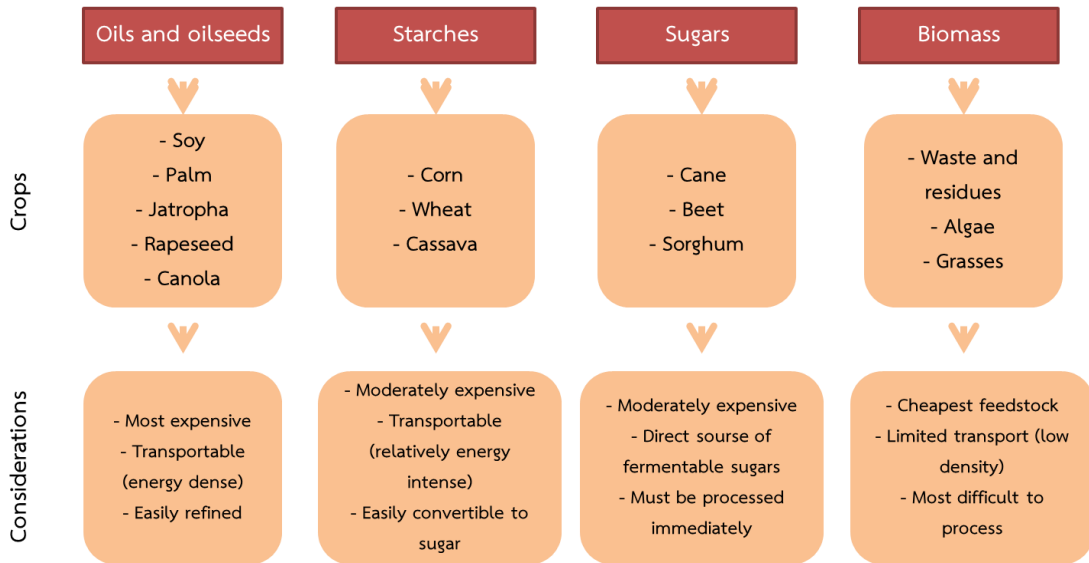 Oils and oilseeds
Starches
Sugars
Biomass
Crops
- Soy
- Palm
- Jatropha
- Rapeseed
- Canola
- Corn
- Wheat
- Cassava
- Cane
- Beet
- Sorghum
- Waste and
residues
- Algae
- Grasses
Considerations
- Most expensive
- Transportable
(energy dense)
- Easily refined
- Moderately expensive
- Transportable
(relatively energy
intense)
- Easily convertible to
sugar
- Moderately expensive
- Direct sourse of
fermentable sugars
- Must be processed
immediately
- Cheapest feedstock
- Limited transport (low
density)
- Most difficult to
process